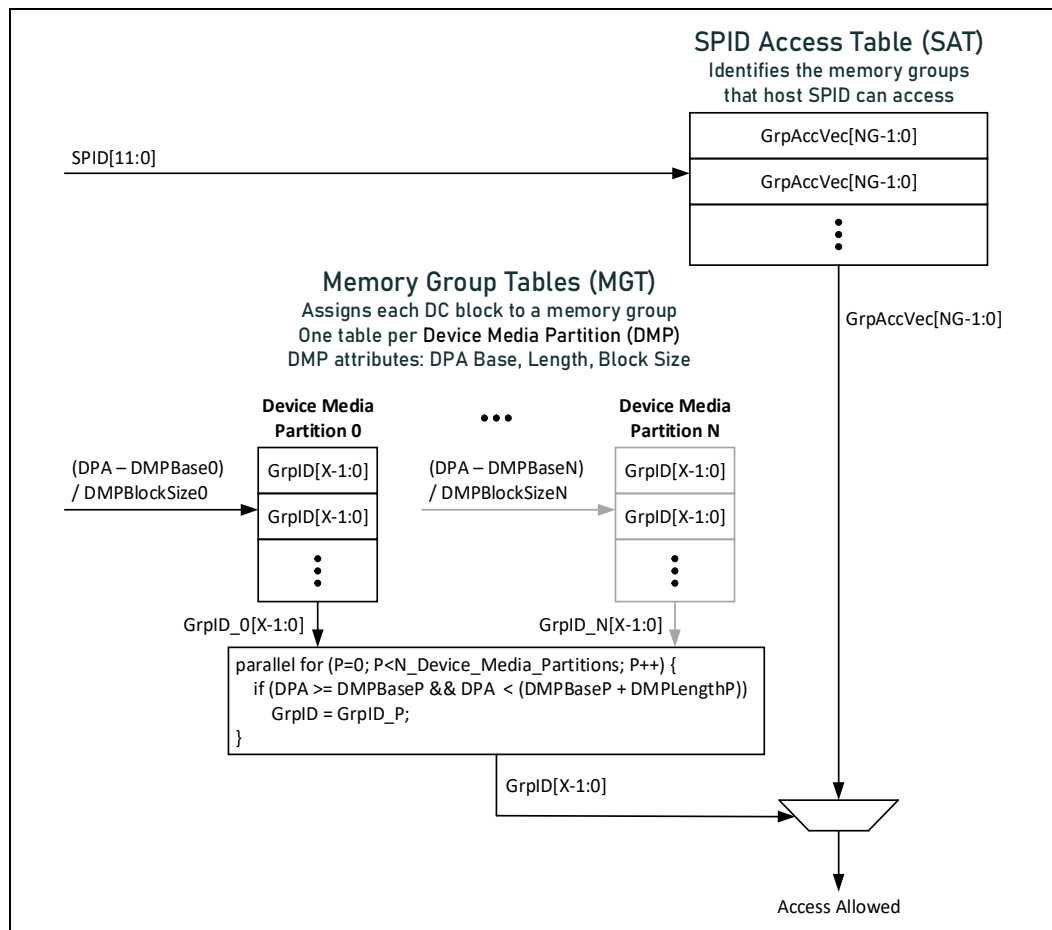 SPID Access Table (SAT)
Identifies the memory groups
that host SPID can access
GrpAccVec[NG-1:0]
SPID[11:0]
GrpAccVec[NG-1:0]
Memory Group Tables (MGT)
Assigns each DC block to a memory group
One table per Device Media Partition (DMP)
DMP attributes: DPA Base, Length, Block Size
GrpAccVec[NG-1:0]
Device Media
Partition 0
Device Media
Partition N
(DPA – DMPBase0)
/ DMPBlockSize0
GrpID[X-1:0]
GrpID[X-1:0]
(DPA – DMPBaseN)
/ DMPBlockSizeN
GrpID[X-1:0]
GrpID[X-1:0]
GrpID_0[X-1:0]
GrpID_N[X-1:0]
parallel for (P=0; P<N_Device_Media_Partitions; P++) {
if (DPA >= DMPBaseP && DPA < (DMPBaseP + DMPLengthP))
GrpID = GrpID_P;
}
GrpID[X-1:0]
Access Allowed